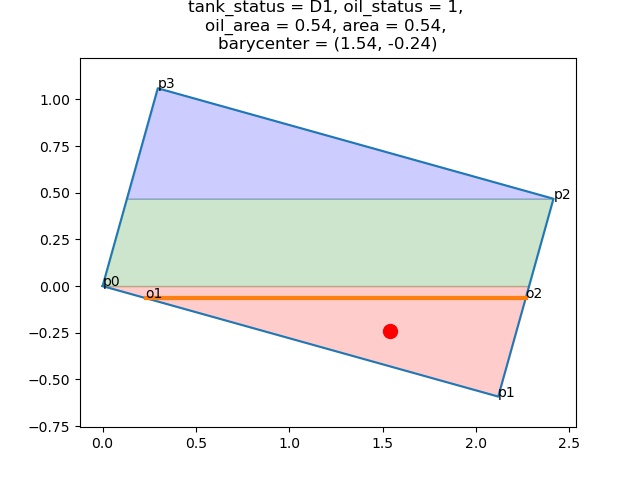 tank_status = D1, oil_status = 1,
oil_area = 0.54, area = 0.54,
barycenter = (1.54, -0.24)
p3
1.00
0.75
0.50
p2
0.25
0.00
p0
o1
o2
−0.25
−0.50
p1
−0.75
0.0
0.5
1.0
1.5
2.0
2.5